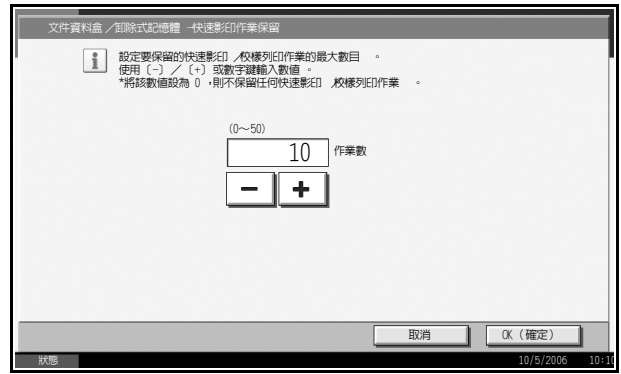 文件資料盒／卸除式記憶體 -快速影印作業保留
設定要保留的快速影印 ／校樣列印作業的最大數目 。
使用〔-〕／〔+〕或數字鍵輸入數值。
*將該數值設為 0，則不保留任何快速影印 ／校樣列印作業 。
(0～50)
10 作業數
− +
取消 OK（確定）
狀態 10/5/2006 10:10